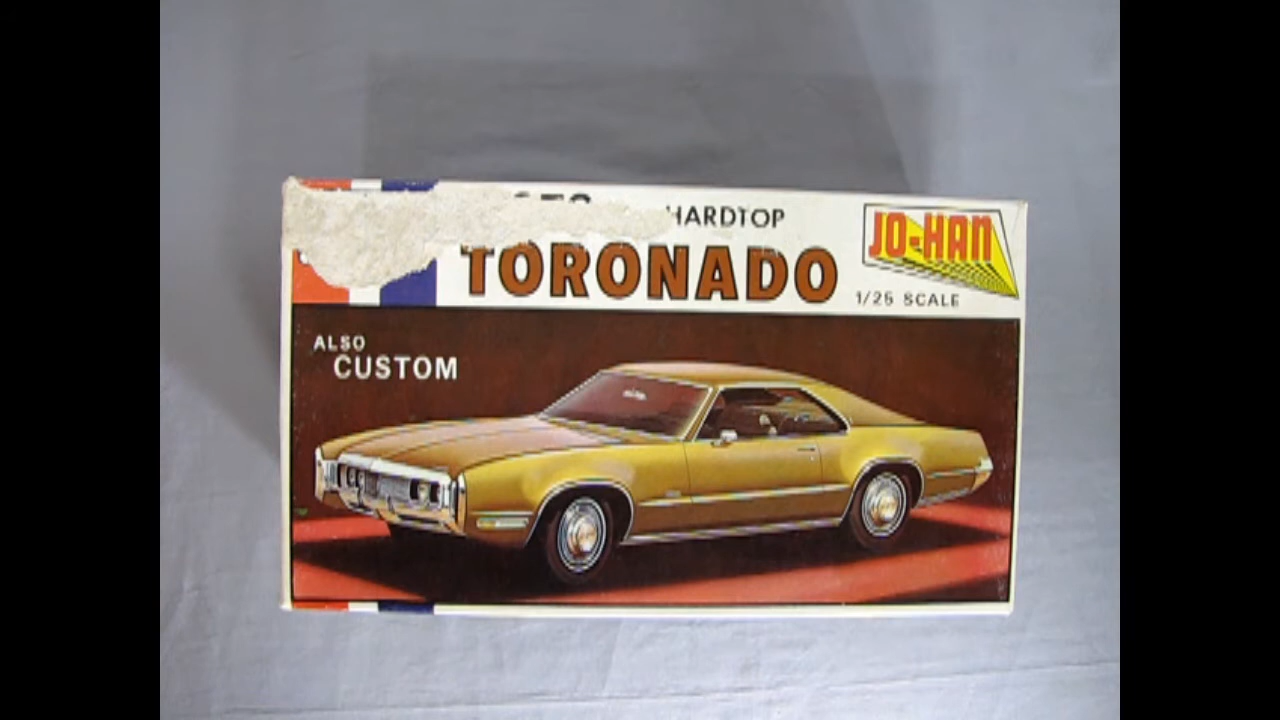 HARDTOP
TORONADO
JO-HAN
1/25 SCALE
ALSO
CUSTOM